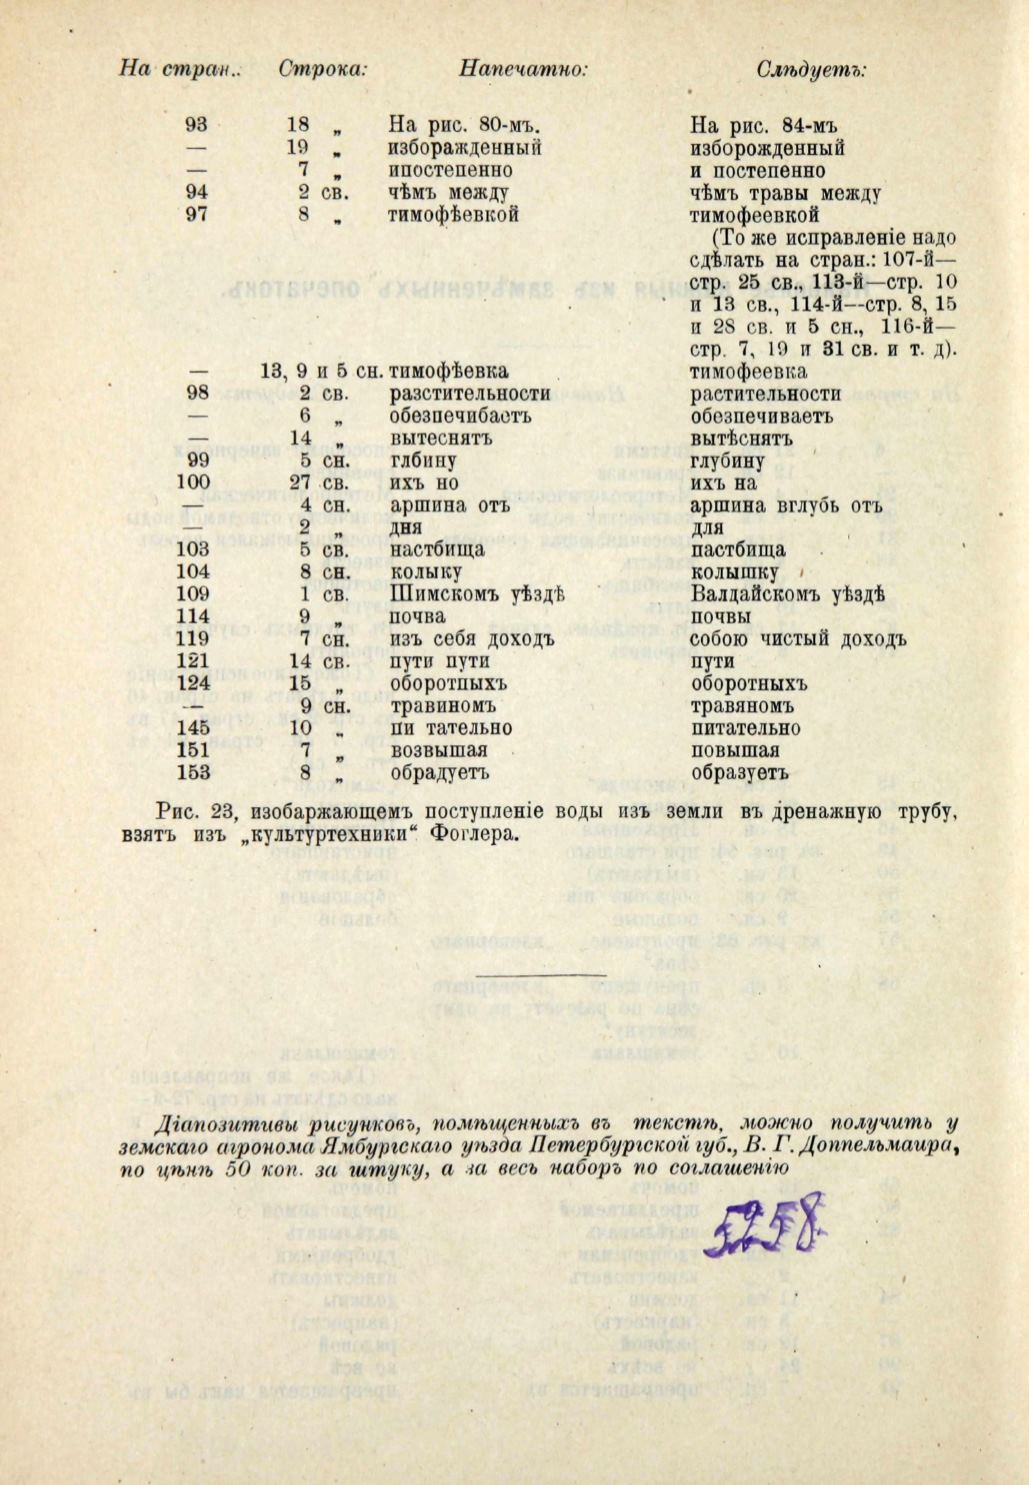 На стран.. Строка: Напечатно: Слѣдуетъ:
93 18 „ На рис. 80-мъ. На рис. 84-мъ
— 19 „ изборажденный изборожденный
— 7 „ ипостепенно и постепенно
94 2 св. чѣмъ между чѣмъ травы между
97 8 „ тимофѣевкой тимофеевкой
(То же исправленіе надо
сдѣлать на стран.: 107-й—
стр. 25 св., 113-й—стр. 10
и 13 св., 114-й—стр. 8, 15
и 28 св. и 5 сн., 116-й—
стр. 7, 19 и 31 св. и т. д).
— 13, 9 и 5 сн. тимофѣевка тимофеевка
98 2 св. разстительности растительности
— 6 „ обезпечибаетъ обезпечиваетъ
— 14 „ вытеснятъ вытѣснятъ
99 5 сн. глбину глубину
100 27 св. ихъ но ихъ на
— 4 сн. аршина отъ аршина вглубь отъ
— 2 „ дня для
103 5 св. настбища пастбища
104 8 сн. колыку колышку
109 1 св. Шимскомъ уѣздѣ Валдайскомъ уѣздѣ
114 9 „ почва почвы
119 7 сн. изъ себя доходъ собою чистый доходъ
121 14 св. пути пути пути
124 15 „ оборотпыхъ оборотныхъ
— 9 сн. травиномъ травяномъ
145 10 „ пи тательно питательно
151 7 „ возвышая повышая
153 8 „ обрадуетъ образуетъ
Рис. 23, изобаржающемъ поступленіе воды изъ земли въ дренажную трубу,
взятъ изъ „культуртехники“ Фоглера.
Діапозитивы рисунковъ, помѣщенныхъ въ текстѣ, можно получить у
земскаго агронома Ямбургскаго уѣзда Петербургской губ., В. Г. Доппельмаира,
по цѣнѣ 50 коп. за штуку, а за весь наборъ по соглашенію
5258